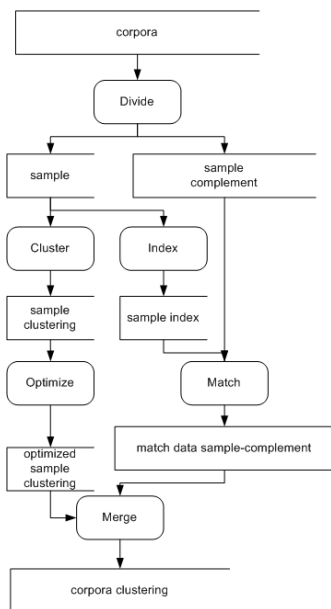 corpora
Divide
sample
sample
complement
Cluster
Index
sample
clustering
sample index
Optimize
Match
optimized
sample
clustering
match data sample-complement
Merge
corpora clustering